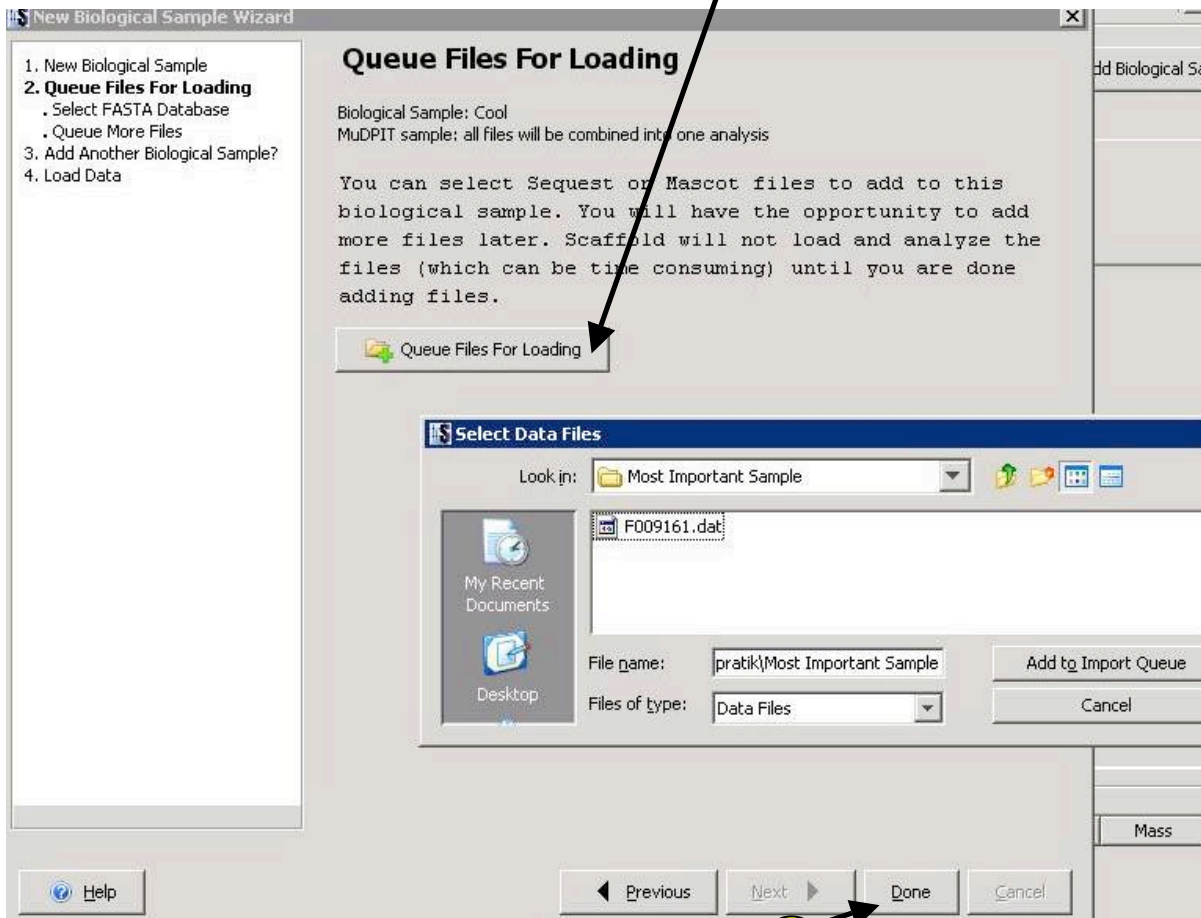 New Biological Sample Wizard
1. New Biological Sample
2. Queue Files For Loading
. Select FASTA Database
. Queue More Files
3. Add Another Biological Sample?
4. Load Data
Queue Files For Loading
Biological Sample: Cool
MuDPIT sample: all files will be combined into one analysis
You can select Sequest or Mascot files to add to this
biological sample. You will have the opportunity to add
more files later. Scaffold will not load and analyze the
files (which can be time consuming) until you are done
adding files.
Queue Files For Loading
dd Biological Sa
Select Data Files
Look in: Most Important Sample
F009161.dat
My Recent
Documents
Desktop
File name: pratik\Most Important Sample
Add to Import Queue
Files of type: Data Files
Cancel
Mass
Help
Previous
Next
Done
Cancel